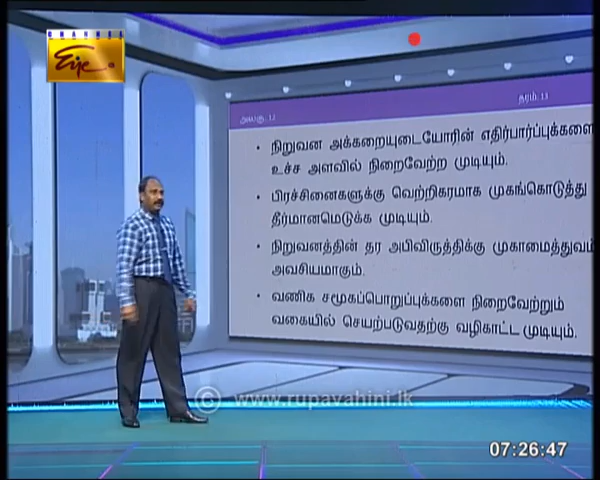 CHANNEL
Eye
அலகு: 12
தரம்: 13
• நிறுவன அக்கறையுடையோரின் எதிர்பார்ப்புகளை
உச்ச அளவில் நிறைவேற்ற முடியும்.
• பிரச்சினைகளுக்கு வெற்றிகரமாக முகங்கொடுத்து
தீர்மானமெடுக்க முடியும்.
• நிறுவனத்தின் தர அபிவிருத்திக்கு முகாமைத்துவம்
அவசியமாகும்.
• வணிக சமூகப்பொறுப்புக்களை நிறைவேற்றும்
வகையில் செயற்படுவதற்கு வழிகாட்ட முடியும்.
© www.rupavahini.lk
07:26:47